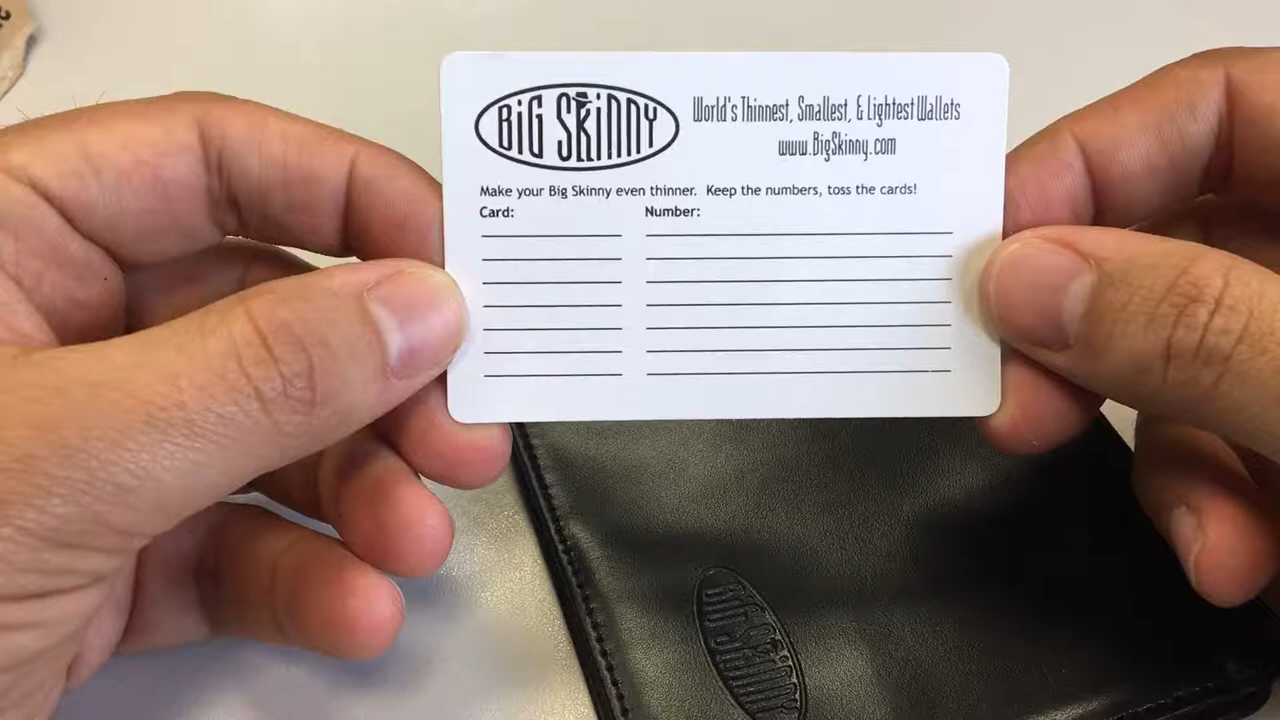 BiG SKiNNY
World's Thinnest, Smallest, & Lightest Wallets
www.BigSkinny.com
Make your Big Skinny even thinner. Keep the numbers, toss the cards!
Card: Number:
BiG SKiNNY